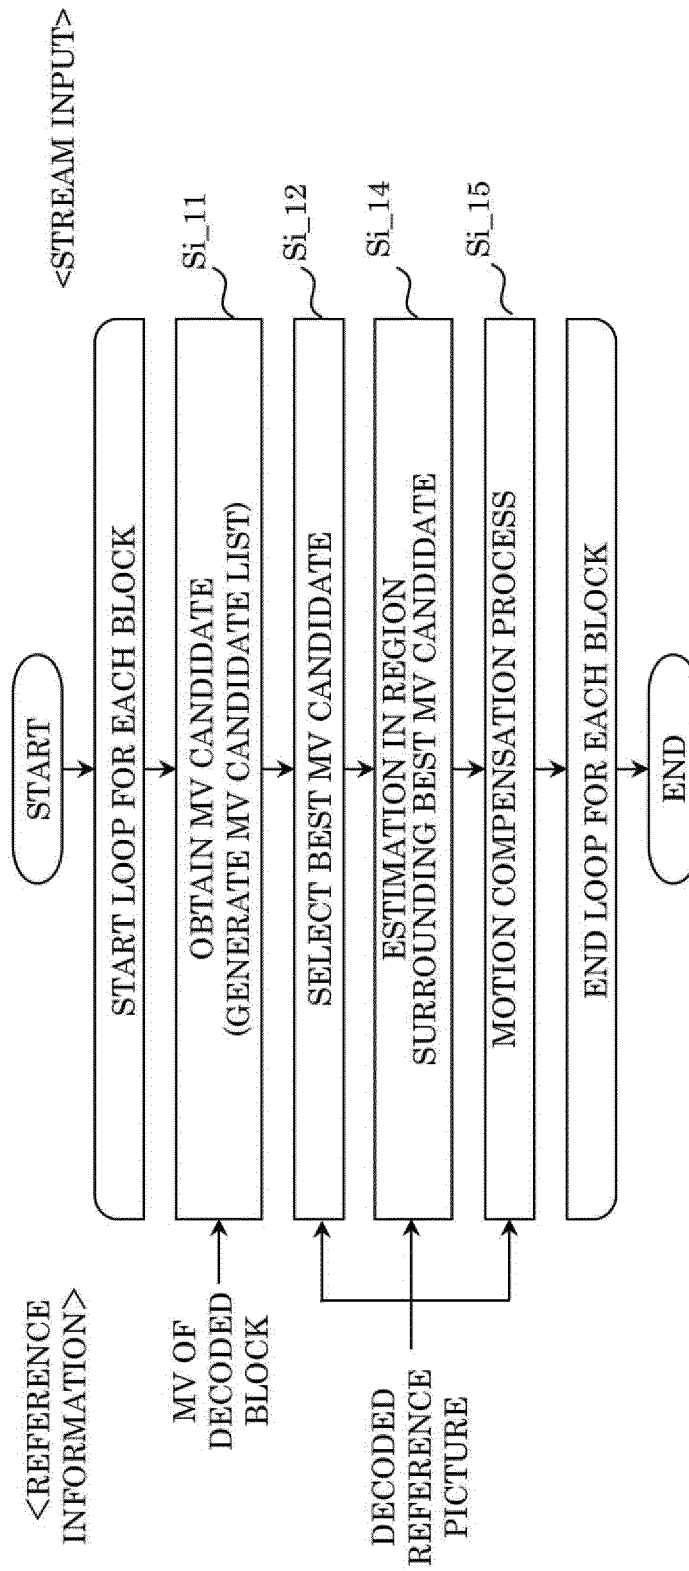 <REFERENCE
INFORMATION>
<STREAM INPUT>
START
START LOOP FOR EACH BLOCK
MV OF
DECODED
BLOCK
OBTAIN MV CANDIDATE
(GENERATE MV CANDIDATE LIST)
Si_11
SELECT BEST MV CANDIDATE
Si_12
DECODED
REFERENCE
PICTURE
ESTIMATION IN REGION
SURROUNDING BEST MV CANDIDATE
Si_14
MOTION COMPENSATION PROCESS
Si_15
END LOOP FOR EACH BLOCK
END